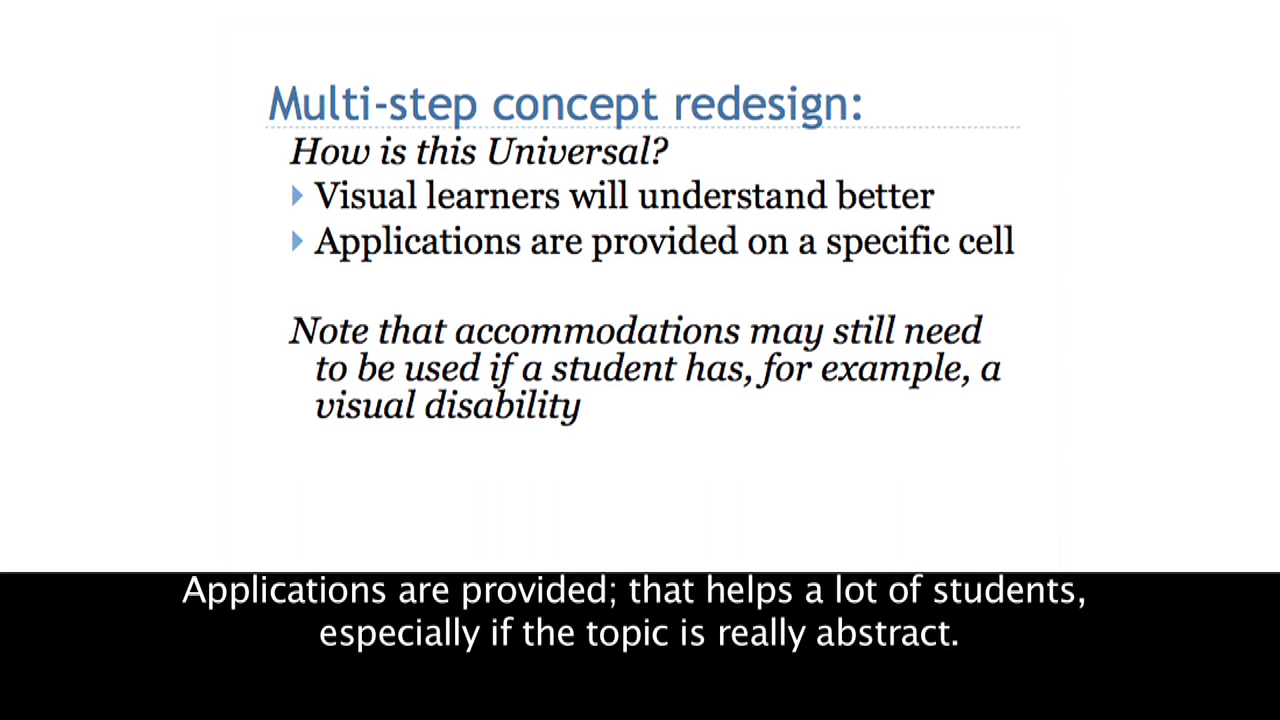 Multi-step concept redesign:
How is this Universal?
Visual learners will understand better
Applications are provided on a specific cell
Note that accommodations may still need
to be used if a student has, for example, a
visual disability
Applications are provided; that helps a lot of students,
especially if the topic is really abstract.